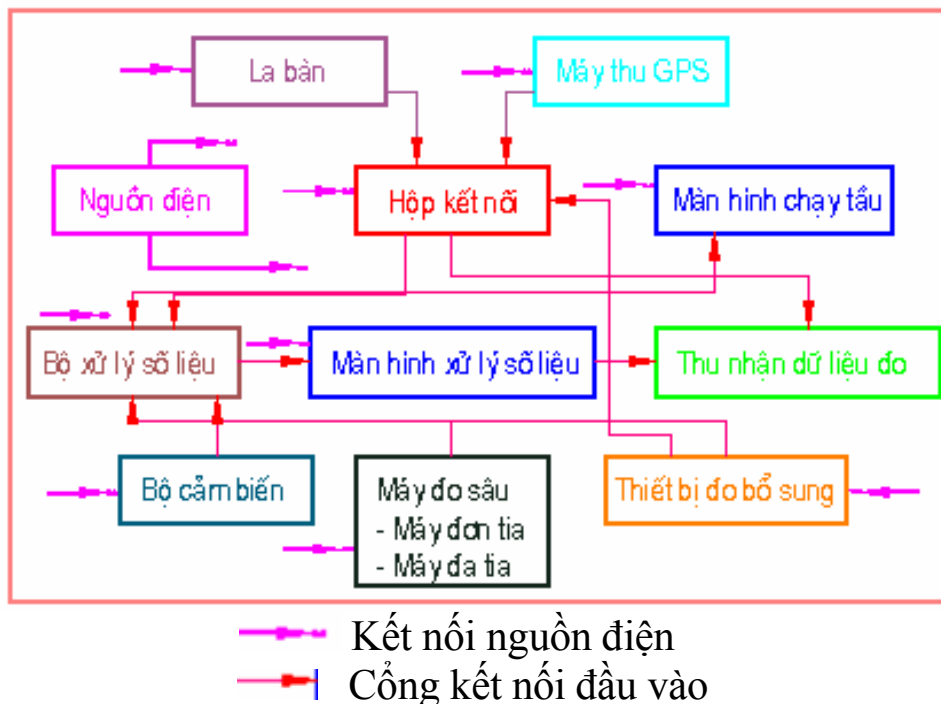 La bàn
Máy thu GPS
Nguồn điện
Hộp kết nối
Màn hình chạy tầu
Bộ xử lý số liệu
Màn hình xử lý số liệu
Thu nhận dữ liệu đo
Bộ cảm biến
Máy đo sâu
- Máy đơn tia
- Máy đa tia
Thiết bị đo bổ sung
Kết nối nguồn điện
Cổng kết nối đầu vào